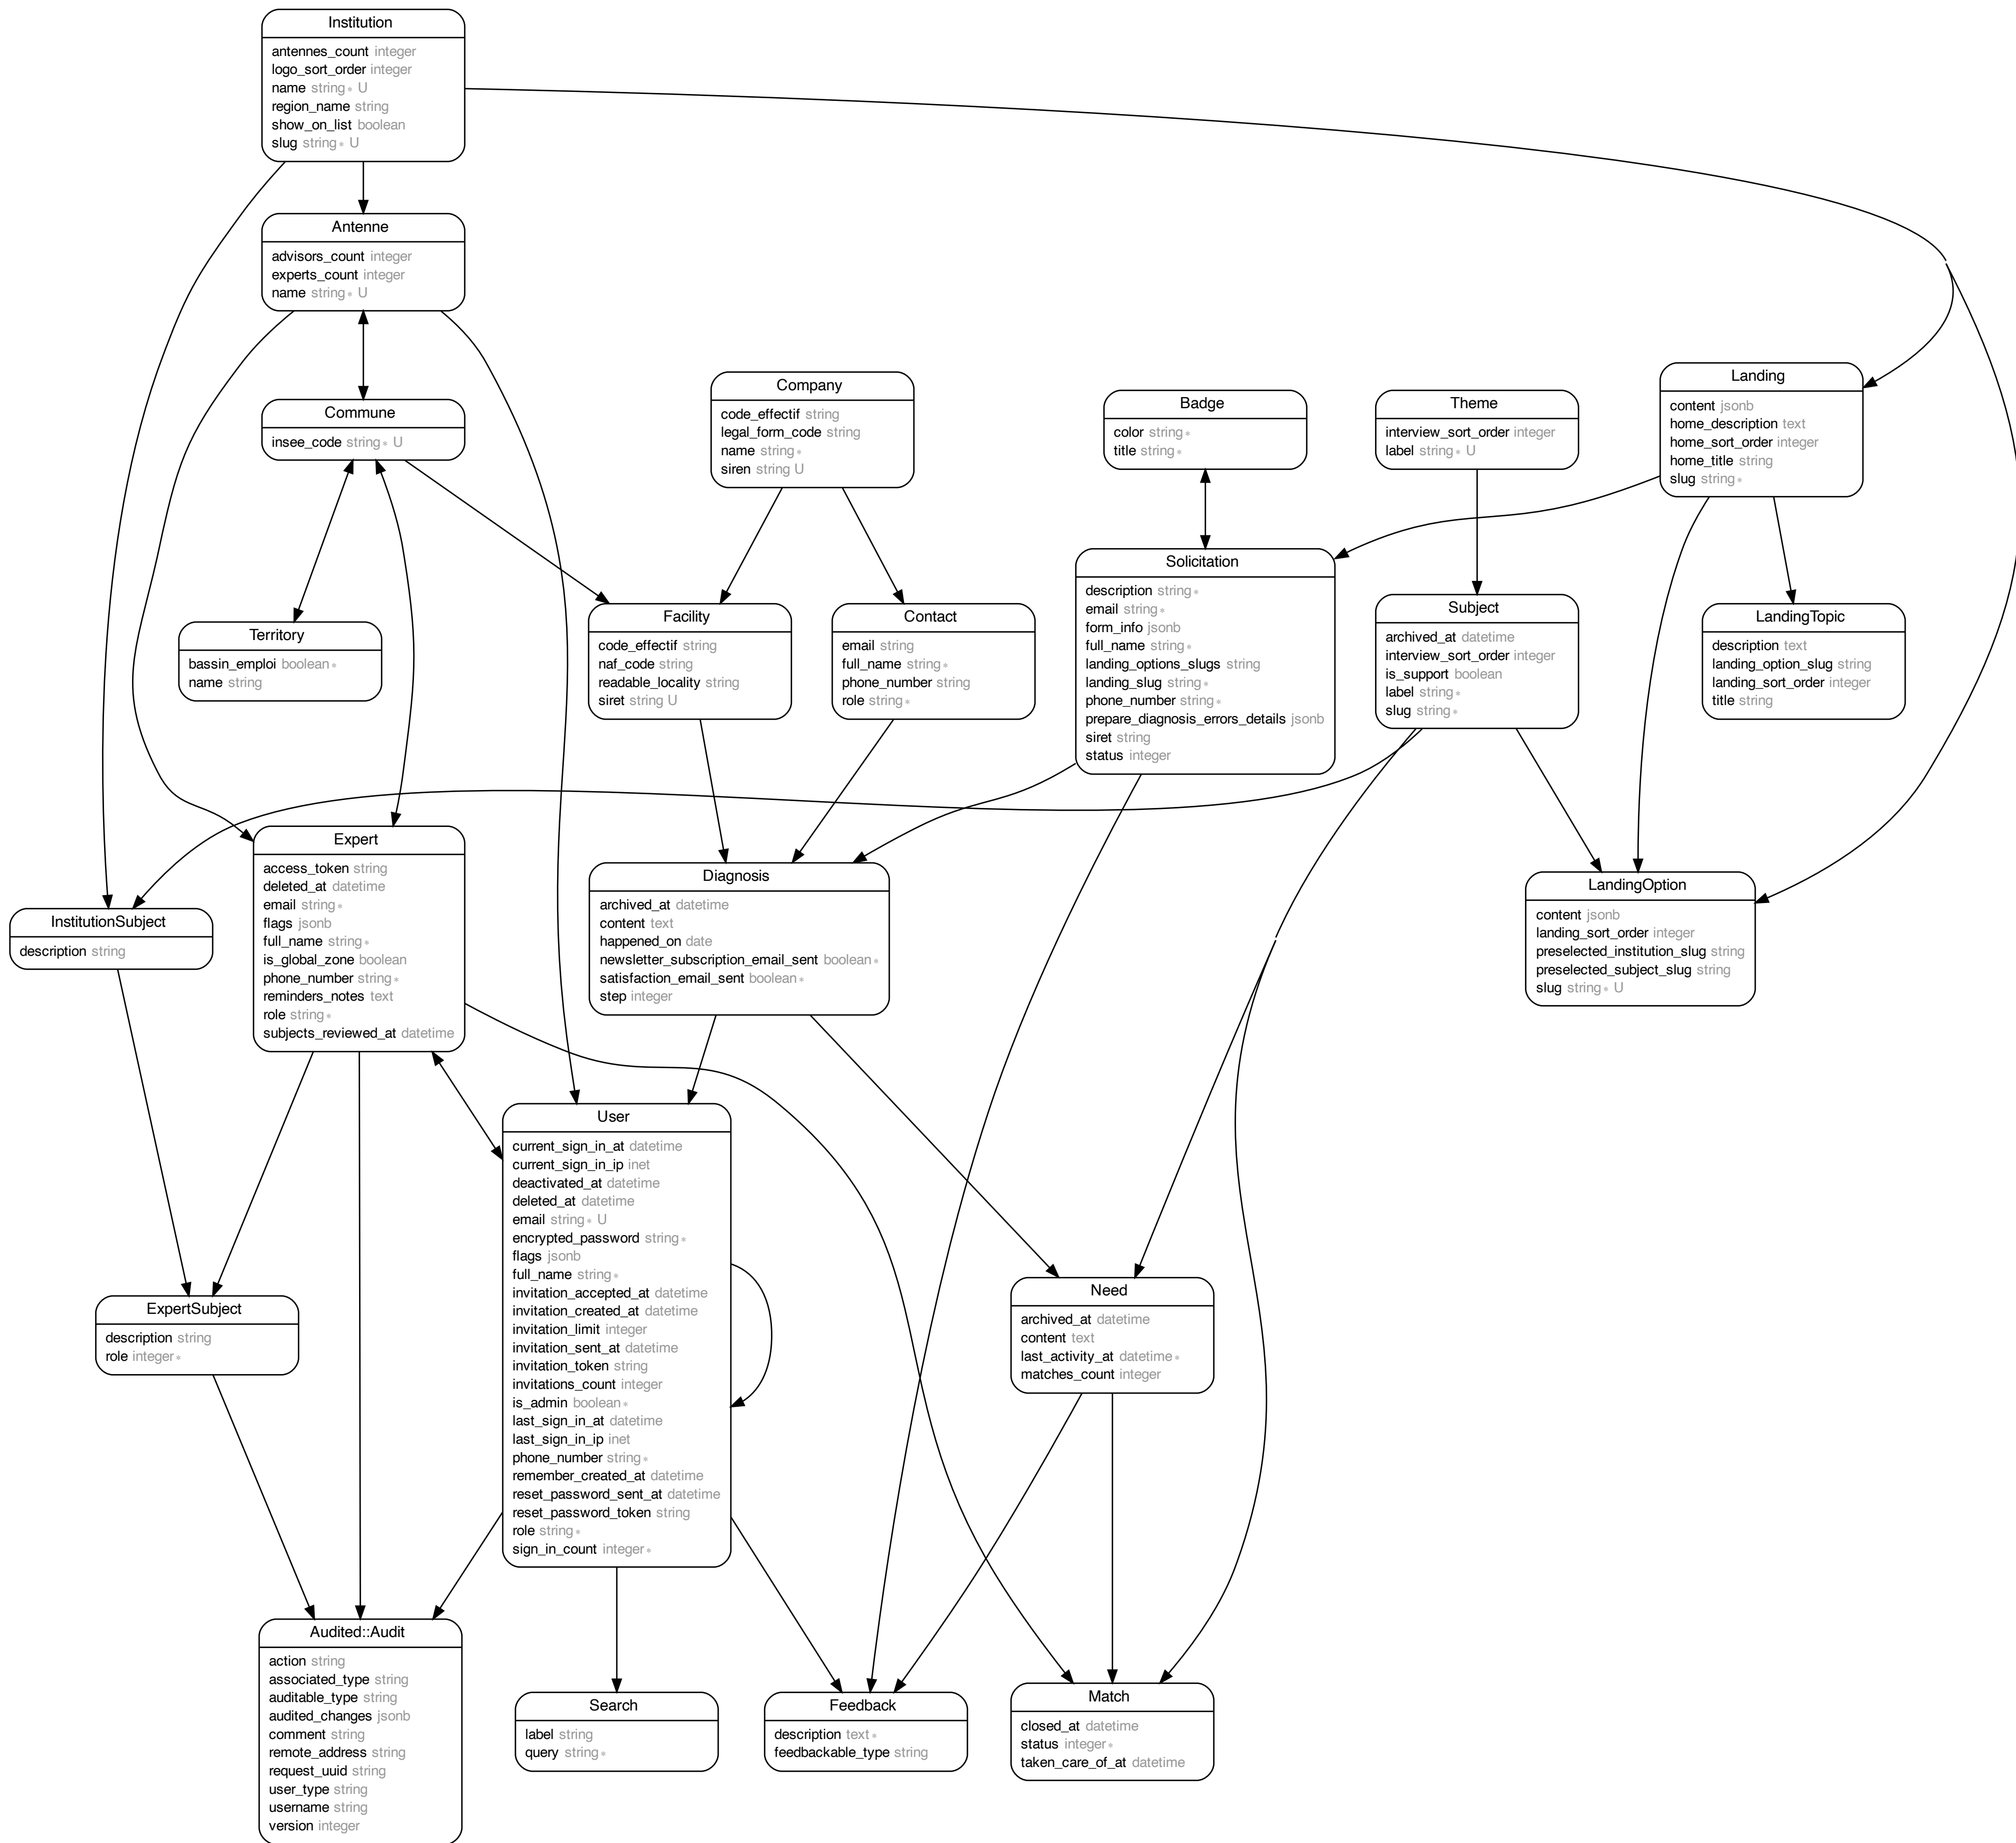 Institution
antennes_count integer
logo_sort_order integer
name string* U
region_name string
show_on_list boolean
slug string* U
Antenne
advisors_count integer
experts_count integer
name string* U
Commune
insee_code string* U
Company
code_effectif string
legal_form_code string
name string*
siren string U
Badge
color string*
title string*
Theme
interview_sort_order integer
label string* U
Landing
content jsonb
home_description text
home_sort_order integer
home_title string
slug string*
Territory
bassin_emploi boolean*
name string
Facility
code_effectif string
naf_code string
readable_locality string
siret string U
Contact
email string
full_name string*
phone_number string
role string*
Solicitation
description string*
email string*
form_info jsonb
full_name string*
landing_options_slugs string
landing_slug string*
phone_number string*
prepare_diagnosis_errors_details jsonb
siret string
status integer
Subject
archived_at datetime
interview_sort_order integer
is_support boolean
label string*
slug string*
LandingTopic
description text
landing_option_slug string
landing_sort_order integer
title string
InstitutionSubject
description string
Expert
access_token string
deleted_at datetime
email string*
flags jsonb
full_name string*
is_global_zone boolean
phone_number string*
reminders_notes text
role string*
subjects_reviewed_at datetime
Diagnosis
archived_at datetime
content text
happened_on date
newsletter_subscription_email_sent boolean*
satisfaction_email_sent boolean*
step integer
LandingOption
content jsonb
landing_sort_order integer
preselected_institution_slug string
preselected_subject_slug string
slug string* U
ExpertSubject
description string
role integer*
User
current_sign_in_at datetime
current_sign_in_ip inet
deactivated_at datetime
deleted_at datetime
email string* U
encrypted_password string*
flags jsonb
full_name string*
invitation_accepted_at datetime
invitation_created_at datetime
invitation_limit integer
invitation_sent_at datetime
invitation_token string
invitations_count integer
is_admin boolean*
last_sign_in_at datetime
last_sign_in_ip inet
phone_number string*
remember_created_at datetime
reset_password_sent_at datetime
reset_password_token string
role string*
sign_in_count integer*
Need
archived_at datetime
content text
last_activity_at datetime*
matches_count integer
Audited::Audit
action string
associated_type string
auditable_type string
audited_changes jsonb
comment string
remote_address string
request_uuid string
user_type string
username string
version integer
Search
label string
query string*
Feedback
description text*
feedbackable_type string
Match
closed_at datetime
status integer*
taken_care_of_at datetime